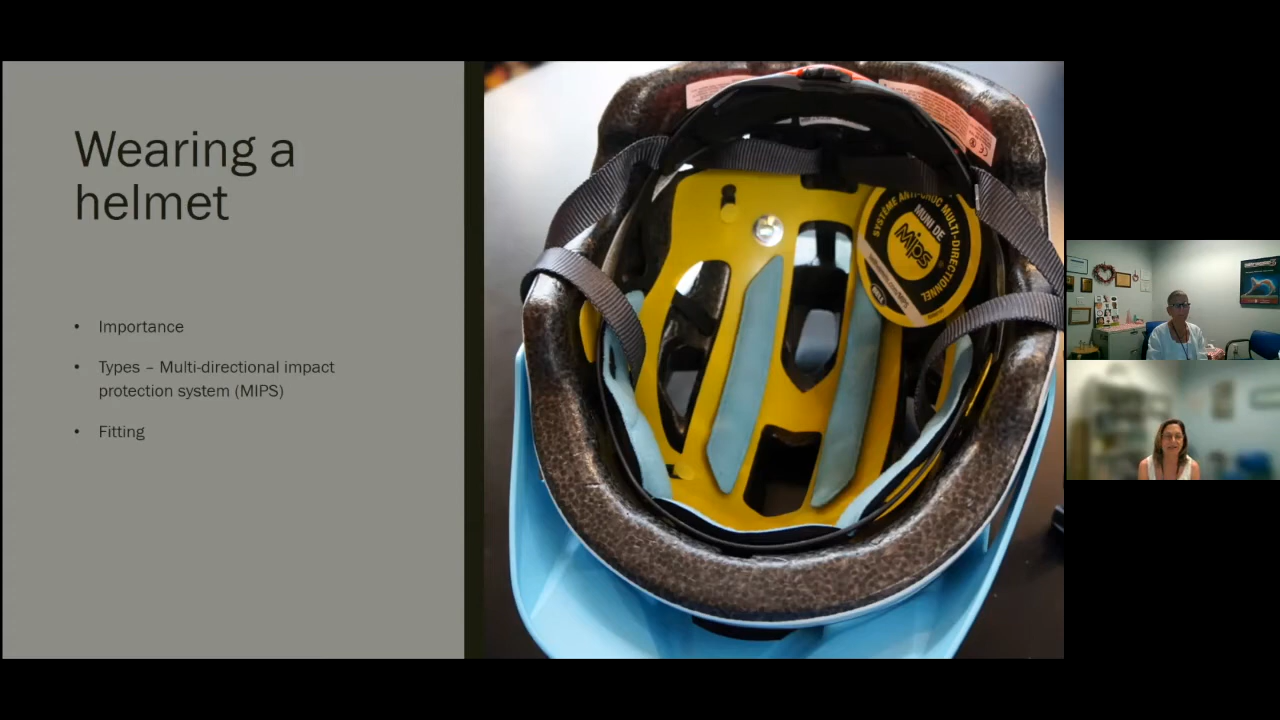 Wearing a
helmet
• Importance
• Types – Multi-directional impact
protection system (MIPS)
• Fitting
SYSTÈME ANTI-CHOC MULTI-DIRECTIONNEL
MUNI DE
Mips
BELL